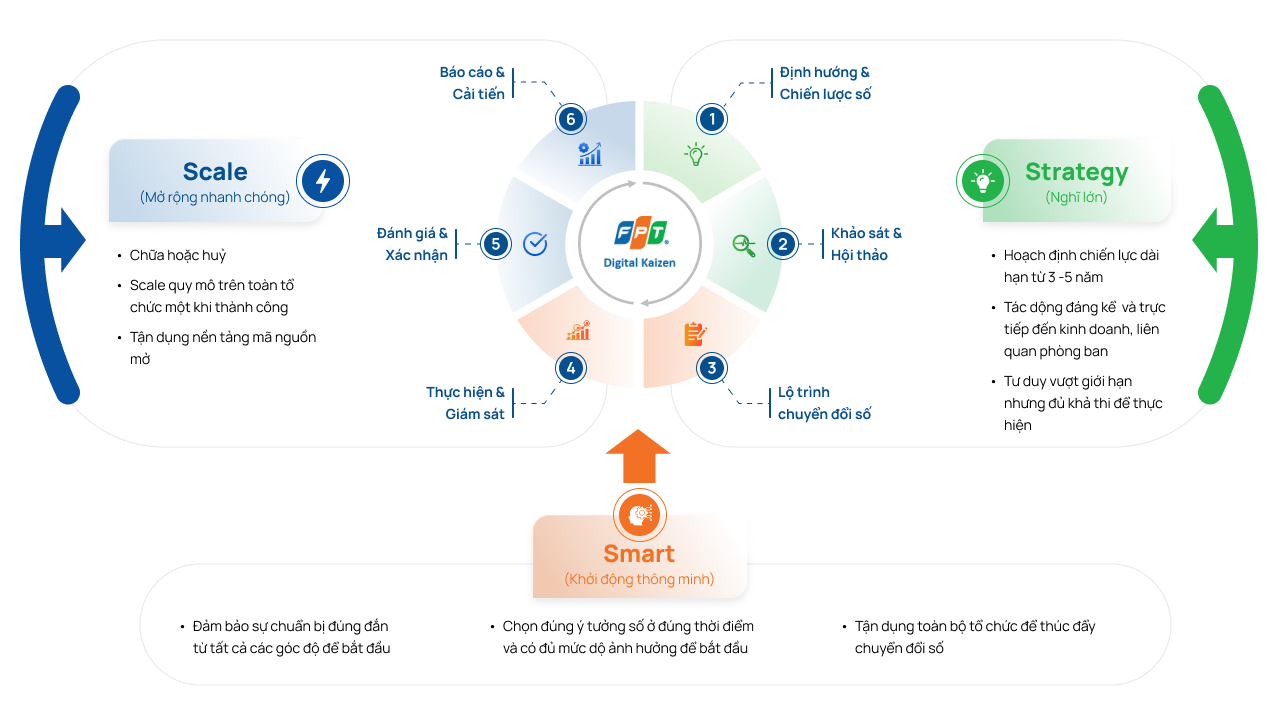 Báo cáo &
Cải tiến
6
Định hướng &
Chiến lược số
1
Scale
(Mở rộng nhanh chóng)
• Chữa hoặc huỷ
• Scale quy mô trên toàn tổ
chức một khi thành công
• Tận dụng nền tảng mã nguồn
mở
Đánh giá &
Xác nhận
5
FPT
Digital Kaizen
2
Khảo sát &
Hội thảo
Strategy
(Nghĩ lớn)
• Hoạch định chiến lực dài
hạn từ 3 -5 năm
• Tác dộng đáng kể và trực
tiếp đến kinh doanh, liên
quan phòng ban
• Tư duy vượt giới hạn
nhưng đủ khả thi để thực
hiện
4
Thực hiện &
Giám sát
3
Lộ trình
chuyển đổi số
Smart
(Khởi động thông minh)
• Đảm bảo sự chuẩn bị đúng đắn
từ tất cả các góc độ để bắt đầu
• Chọn đúng ý tưởng số ở đúng thời điểm
và có đủ mức dộ ảnh hưởng để bắt đầu
• Tận dụng toàn bộ tổ chức để thúc đẩy
chuyển đổi số